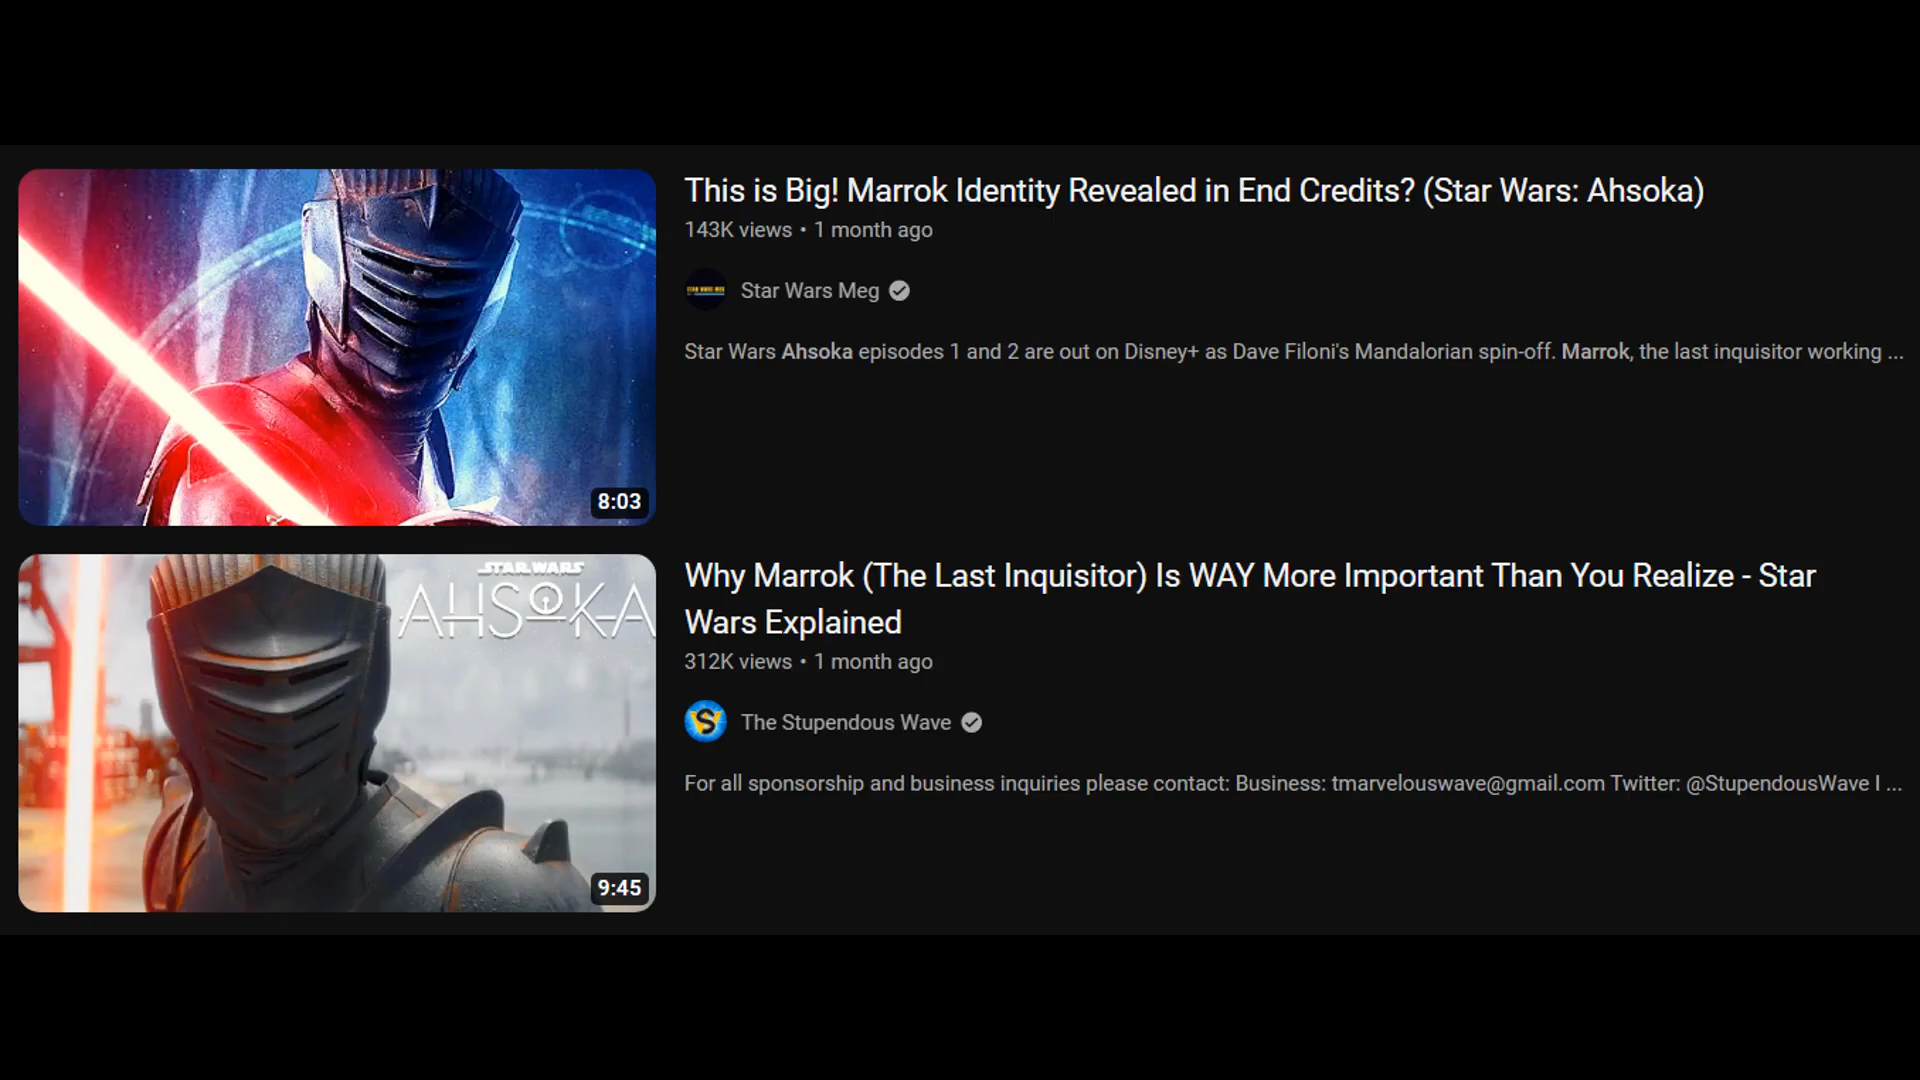 This is Big! Marrok Identity Revealed in End Credits? (Star Wars: Ahsoka)
143K views • 1 month ago
STAR WARS MEG
Star Wars Meg
Star Wars Ahsoka episodes 1 and 2 are out on Disney+ as Dave Filoni's Mandalorian spin-off. Marrok, the last inquisitor working ...
8:03
STAR WARS
AHSOKA
Why Marrok (The Last Inquisitor) Is WAY More Important Than You Realize - Star
Wars Explained
312K views • 1 month ago
S
The Stupendous Wave
For all sponsorship and business inquiries please contact: Business: tmarvelouswave@gmail.com Twitter: @StupendousWave I ...
9:45